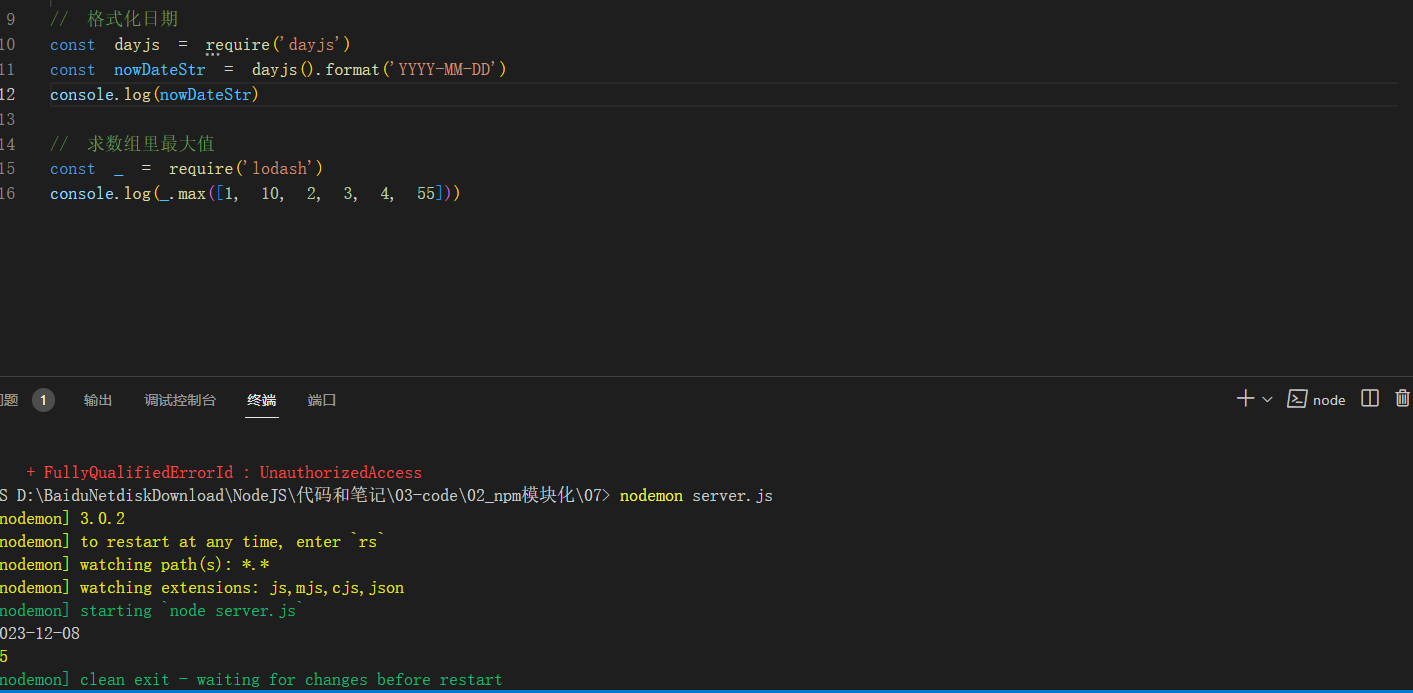 9 // 格式化日期
10 const dayjs = require('dayjs')
11 const nowDateStr = dayjs().format('YYYY-MM-DD')
12 console.log(nowDateStr)
13
14 // 求数组里最大值
15 const _ = require('lodash')
16 console.log(_.max([1, 10, 2, 3, 4, 55]))
问题 1 输出 调试控制台 终端 端口 node
+ FullyQualifiedErrorId : UnauthorizedAccess
S D:\BaiduNetdiskDownload\NodeJS\代码和笔记\03-code\02_npm模块化\07> nodemon server.js
nodemon] 3.0.2
nodemon] to restart at any time, enter `rs`
nodemon] watching path(s): *.*
nodemon] watching extensions: js,mjs,cjs,json
nodemon] starting `node server.js`
023-12-08
5
nodemon] clean exit - waiting for changes before restart